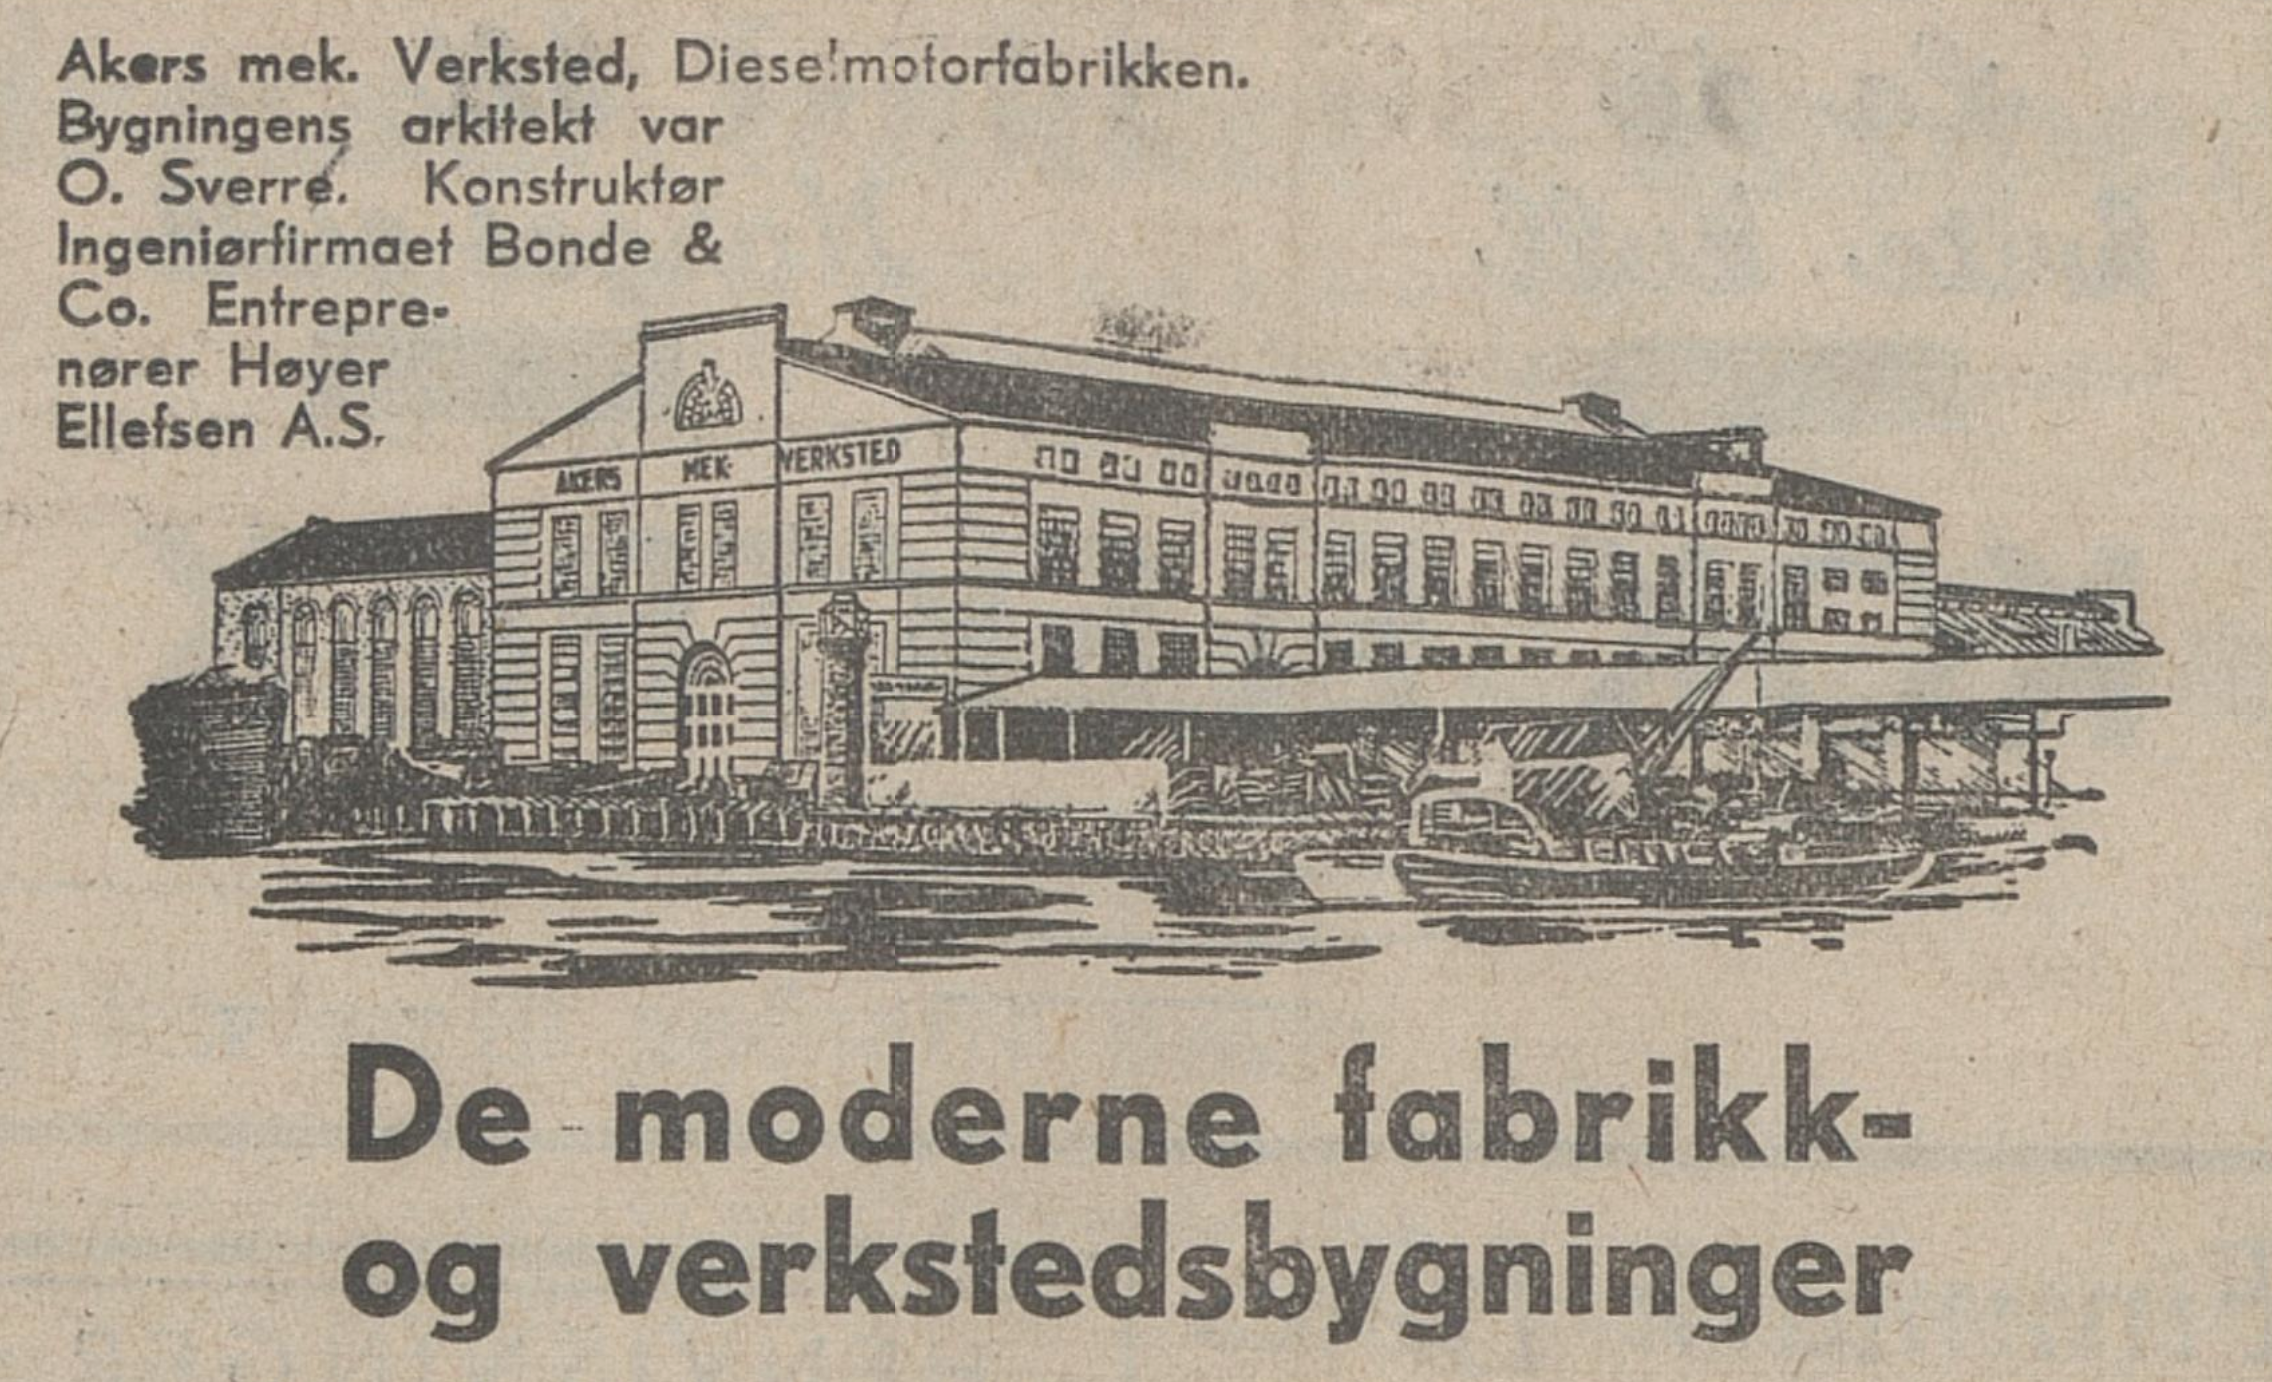 Akers mek. Verksted, Dieselmotorfabrikken.
Bygningens arkitekt var
O. Sverre. Konstruktør
Ingeniørfirmaet Bonde &
Co. Entrepre-
nører Høyer
Ellefsen A.S.
AKERS MEK. VERKSTED
De moderne fabrikk-
og verkstedsbygninger